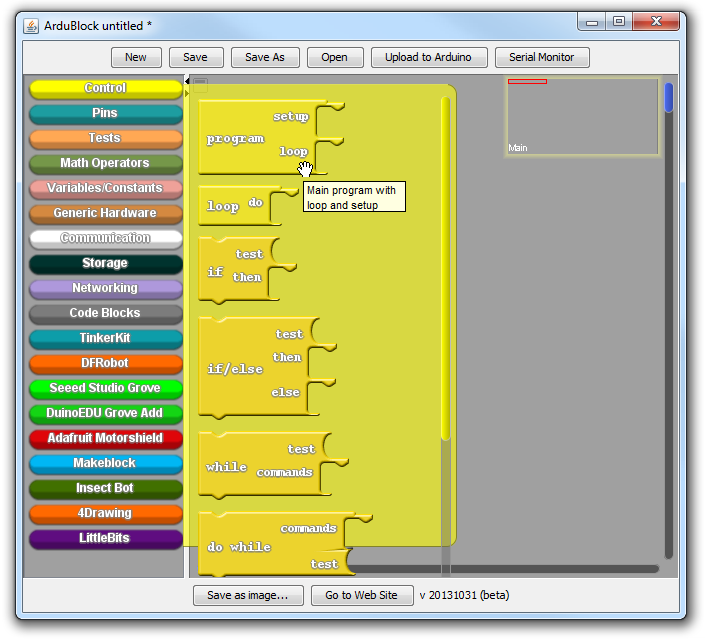 ArduBlock untitled *
New Save Save As Open Upload to Arduino Serial Monitor
Control
Pins
Tests
Math Operators
Variables/Constants
Generic Hardware
Communication
Storage
Networking
Code Blocks
TinkerKit
DFRobot
Seeed Studio Grove
DuinoEDU Grove Add
Adafruit Motorshield
Makeblock
Insect Bot
4Drawing
LittleBits
setup
program
loop
Main program with
loop and setup
loop do
test
if then
test
then
if/else
else
test
while commands
commands
do while
test
Main
Save as image... Go to Web Site v 20131031 (beta)